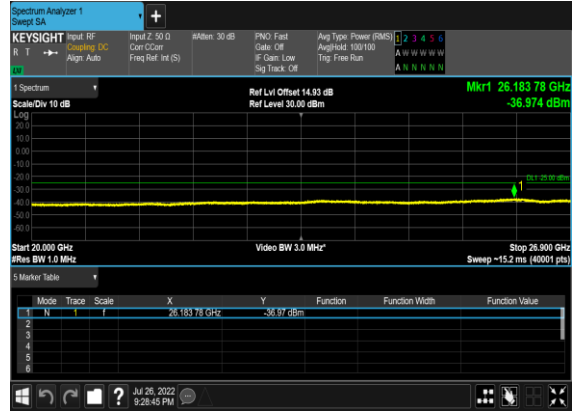 Spectrum Analyzer 1
Swept SA
KEYSIGHT Input: RF Input Z: 50 Ω #Atten: 30 dB PNO: Fast Avg Type: Power (RMS) 1 2 3 4 5 6
R T Coupling: DC Corr CCorr Gate: Off Avg|Hold: 100/100 A W W W W W
Align: Auto Freq Ref: Int (S) IF Gain: Low Trig: Free Run
Sig Track: Off A N N N N N
1 Spectrum Ref Lvl Offset 14.93 dB Mkr1 26.183 78 GHz
Scale/Div 10 dB Ref Level 30.00 dBm -36.974 dBm
Log
20.0
10.0
0.00
-10.0
-20.0
DL1 -25.00 dBm
-30.0
1
-40.0
-50.0
-60.0
Start 20.000 GHz Video BW 3.0 MHz* Stop 26.900 GHz
#Res BW 1.0 MHz Sweep ~15.2 ms (40001 pts)
5 Marker Table
Mode Trace Scale X Y Function Function Width Function Value
1 N 1 f 26.183 78 GHz -36.97 dBm
2
3
4
5
6
? Jul 26, 2022
9:28:45 PM